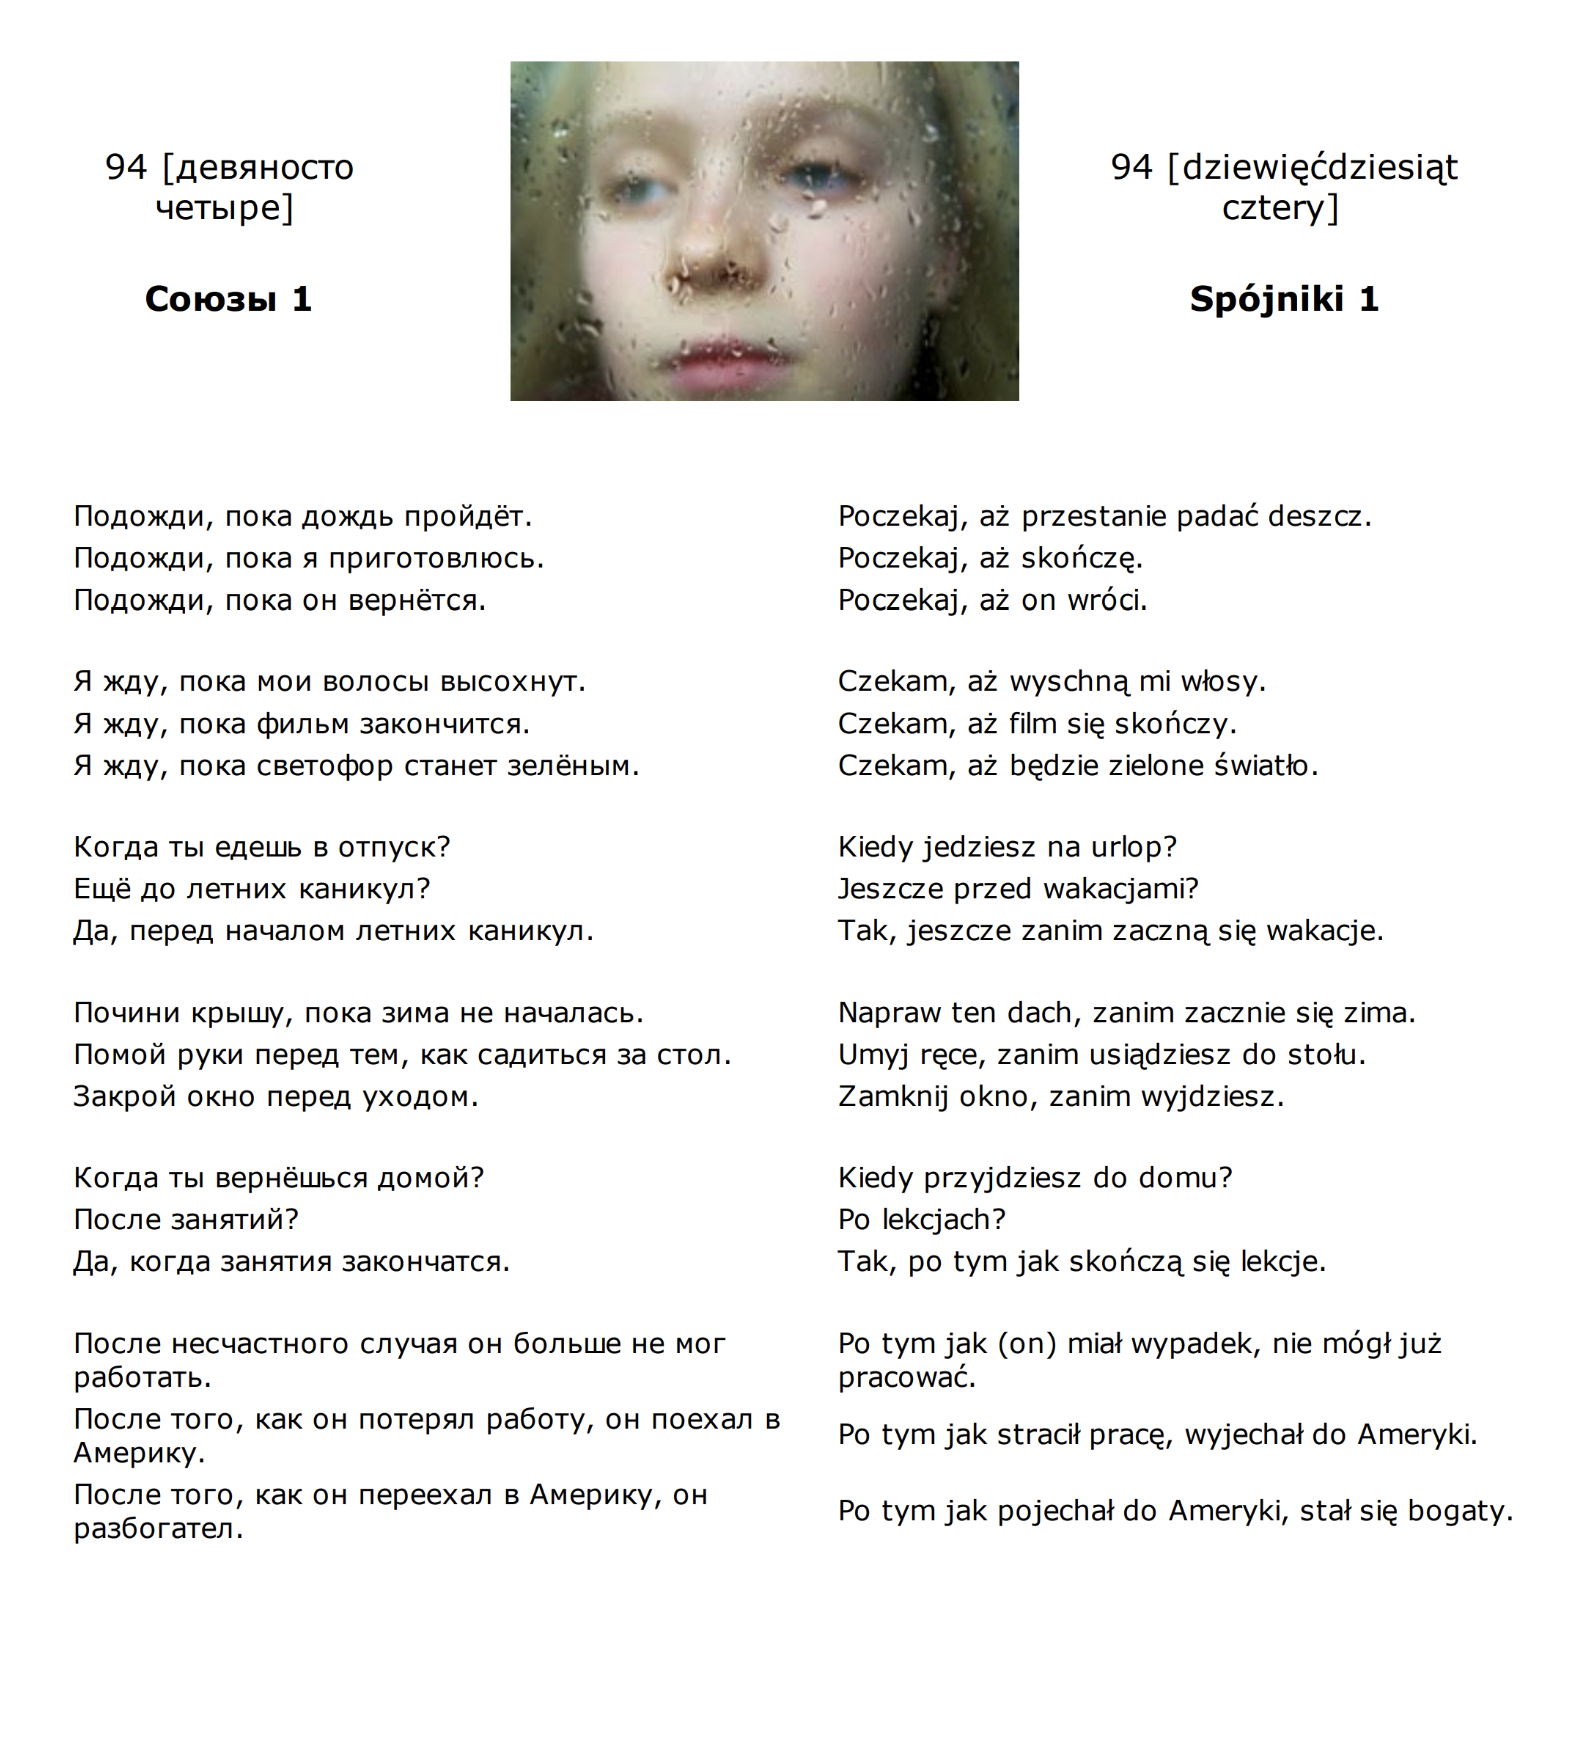 94 [девяносто
четыре]
Союзы 1
94 [dziewięćdziesiąt
cztery]
Spójniki 1
Подожди, пока дождь пройдёт.
Poczekaj, aż przestanie padać deszcz.
Подожди, пока я приготовлюсь.
Poczekaj, aż skończę.
Подожди, пока он вернётся.
Poczekaj, aż on wróci.
Я жду, пока мои волосы высохнут.
Czekam, aż wyschną mi włosy.
Я жду, пока фильм закончится.
Czekam, aż film się skończy.
Я жду, пока светофор станет зелёным.
Czekam, aż będzie zielone światło.
Когда ты едешь в отпуск?
Kiedy jedziesz na urlop?
Ещё до летних каникул?
Jeszcze przed wakacjami?
Да, перед началом летних каникул.
Tak, jeszcze zanim zaczną się wakacje.
Почини крышу, пока зима не началась.
Napraw ten dach, zanim zacznie się zima.
Помой руки перед тем, как садиться за стол.
Umyj ręce, zanim usiądziesz do stołu.
Закрой окно перед уходом.
Zamknij okno, zanim wyjdziesz.
Когда ты вернёшься домой?
Kiedy przyjdziesz do domu?
После занятий?
Po lekcjach?
Да, когда занятия закончатся.
Tak, po tym jak skończą się lekcje.
После несчастного случая он больше не мог
работать.
Po tym jak (on) miał wypadek, nie mógł już
pracować.
После того, как он потерял работу, он поехал в
Америку.
Po tym jak stracił pracę, wyjechał do Ameryki.
После того, как он переехал в Америку, он
разбогател.
Po tym jak pojechał do Ameryki, stał się bogaty.